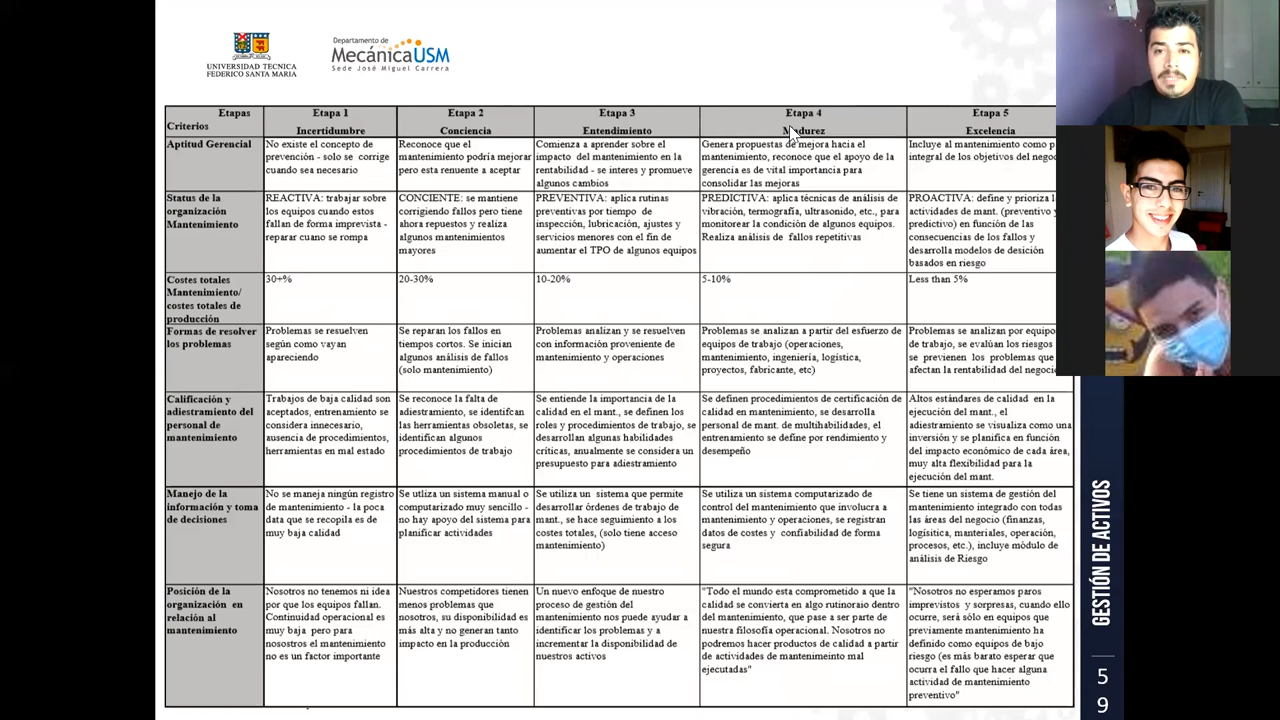 UNIVERSIDAD TECNICA
FEDERICO SANTA MARIA
Departamento de
MecánicaUSM
Sede José Miguel Carrera
Etapas
Criterios
Etapa 1
Incertidumbre
Etapa 2
Conciencia
Etapa 3
Entendimiento
Etapa 4
Etapa 5
Excelencia
Aptitud Gerencial
No existe el concepto de
prevención - solo se corrige
cuando sea necesario
Reconoce que el
mantenimiento podría mejorar
pero esta renuente a aceptar
Comienza a aprender sobre el
impacto del mantenimiento en la
rentabilidad - se interes y promueve
algunos cambios
Genera propuestas de mejora hacia el
mantenimiento, reconoce que el apoyo de la
gerencia es de vital importancia para
consolidar las mejoras
Incluye al mantenimiento como p
integral de los objetivos del negoc
Status de la
organización
Mantenimiento
REACTIVA: trabajar sobre
los equipos cuando estos
fallan de forma imprevista -
reparar cuano se rompa
CONCIENTE: se mantiene
corrigiendo fallos pero tiene
ahora repuestos y realiza
algunos mantenimientos
mayores
PREVENTIVA: aplica rutinas
preventivas por tiempo de
inspección, lubricación, ajustes y
servicios menores con el fin de
aumentar el TPO de algunos equipos
PREDICTIVA: aplica técnicas de análisis de
vibración, termografía, ultrasonido, etc., para
monitorear la condición de algunos equipos.
Realiza análisis de fallos repetitivas
PROACTIVA: define y prioriza l
actividades de mant. (preventivo y
predictivo) en función de las
consecuencias de los fallos y
desarrolla modelos de desición
basados en riesgo
Costes totales
Mantenimiento/
costes totales de
producción
30+%
20-30%
10-20%
5-10%
Less than 5%
Formas de resolver
los problemas
Problemas se resuelven
según como vayan
apareciendo
Se reparan los fallos en
tiempos cortos. Se inician
algunos análisis de fallos
(solo mantenimiento)
Problemas analizan y se resuelven
con información proveniente de
mantenimiento y operaciones
Problemas se analizan a partir del esfuerzo de
equipos de trabajo (operaciones,
mantenimiento, ingeniería, logística,
proyectos, fabricante, etc)
Problemas se analizan por equipo
de trabajo, se evalúan los riesgos
se previenen los problemas que
afectan la rentabilidad del negocio
Calificación y
adiestramiento del
personal de
mantenimiento
Trabajos de baja calidad son
aceptados, entrenamiento se
considera innecesario,
ausencia de procedimientos,
herramientas en mal estado
Se reconoce la falta de
adiestramiento, se identifcan
las herramientas obsoletas, se
identifican algunos
procedimientos de trabajo
Se entiende la importancia de la
calidad en el mant., se definen los
roles y procedimientos de trabajo, se
desarrollan algunas habilidades
críticas, anualmente se considera un
presupuesto para adiestramiento
Se definen procedimientos de certificación de
calidad en mantenimiento, se desarrolla
personal de mant. de multihabilidades, el
entrenamiento se define por rendimiento y
desempeño
Altos estándares de calidad en la
ejecución del mant., el
adiestramiento se visualiza como una
inversión y se planifica en función
del impacto económico de cada área,
muy alta flexibilidad para la
ejecución del mant.
Manejo de la
información y toma
de decisiones
No se maneja ningún registro
de mantenimiento - la poca
data que se recopila es de
muy baja calidad
Se utliza un sistema manual o
computarizado muy sencillo -
no hay apoyo del sistema para
planificar actividades
Se utiliza un sistema que permite
desarrollar órdenes de trabajo de
mant., se hace seguimiento a los
costes totales, (solo tiene acceso
mantenimiento)
Se utiliza un sistema computarizado de
control del mantenimiento que involucra a
mantenimiento y operaciones, se registran
datos de costes y confiabilidad de forma
segura
Se tiene un sistema de gestión del
mantenimiento integrado con todas
las áreas del negocio (finanzas,
logísitica, manteriales, operación,
procesos, etc.), incluye módulo de
análisis de Riesgo
Posición de la
organización en
relación al
mantenimiento
Nosotros no tenemos ni idea
por que los equipos fallan.
Continuidad operacional es
muy baja pero para
nosostros el mantenimiento
no es un factor importante
Nuestros competidores tienen
menos problemas que
nosotros, su disponibilidad es
más alta y no generan tanto
impacto en la producción
Un nuevo enfoque de nuestro
proceso de gestión del
mantenimiento nos puede ayudar a
identificar los problemas y a
incrementar la disponibilidad de
nuestros activos
"Todo el mundo esta comprometido a que la
calidad se convierta en algo rutinoraio dentro
del mantenimiento, que pase a ser parte de
nuestra filosofía operacional. Nosotros no
podremos hacer productos de calidad a partir
de actividades de mantenimeinto mal
ejecutadas"
"Nosotros no esperamos paros
imprevistos y sorpresas, cuando ello
ocurre, será sólo en equipos que
previamente mantenimiento ha
definido como equipos de bajo
riesgo (es más barato esperar que
ocurra el fallo que hacer alguna
actividad de mantenimiento
preventivo"
GESTIÓN DE ACTIVOS
5
9